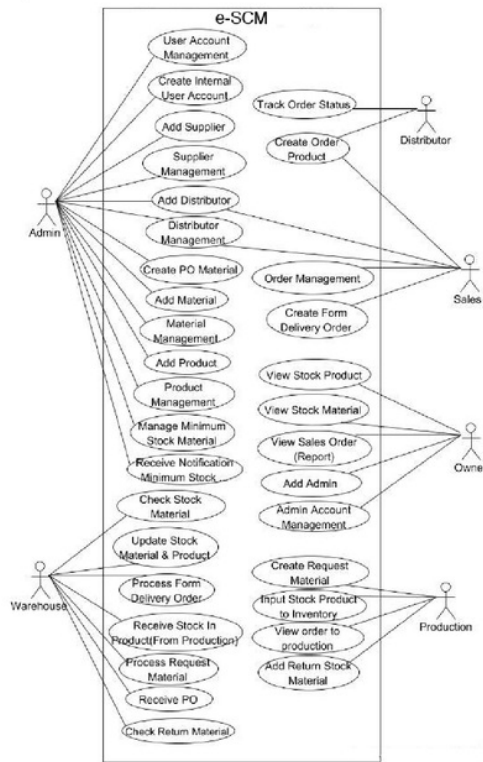 e-SCM
User Account
Management
Create Internal
User Account
Add Supplier
Supplier
Management
Add Distributor
Distributor
Management
Create PO Material
Add Material
Material
Management
Add Product
Product
Management
Manage Minimum
Stock Material
Receive Notification
Minimum Stock
Admin
Check Stock
Material
Update Stock
Material & Product
Process Form
Delivery Order
Receive Stock In
Product(From Production)
Process Request
Material
Receive PO
Check Return Material
Warehouse
Track Order Status
Create Order
Product
Distributor
Order Management
Create Form
Delivery Order
Sales
View Stock Product
View Stock Material
View Sales Order
(Report)
Add Admin
Admin Account
Management
Owne
Create Request
Material
Input Stock Product
to Inventory
View order to
production
Add Return Stock
Material
Production